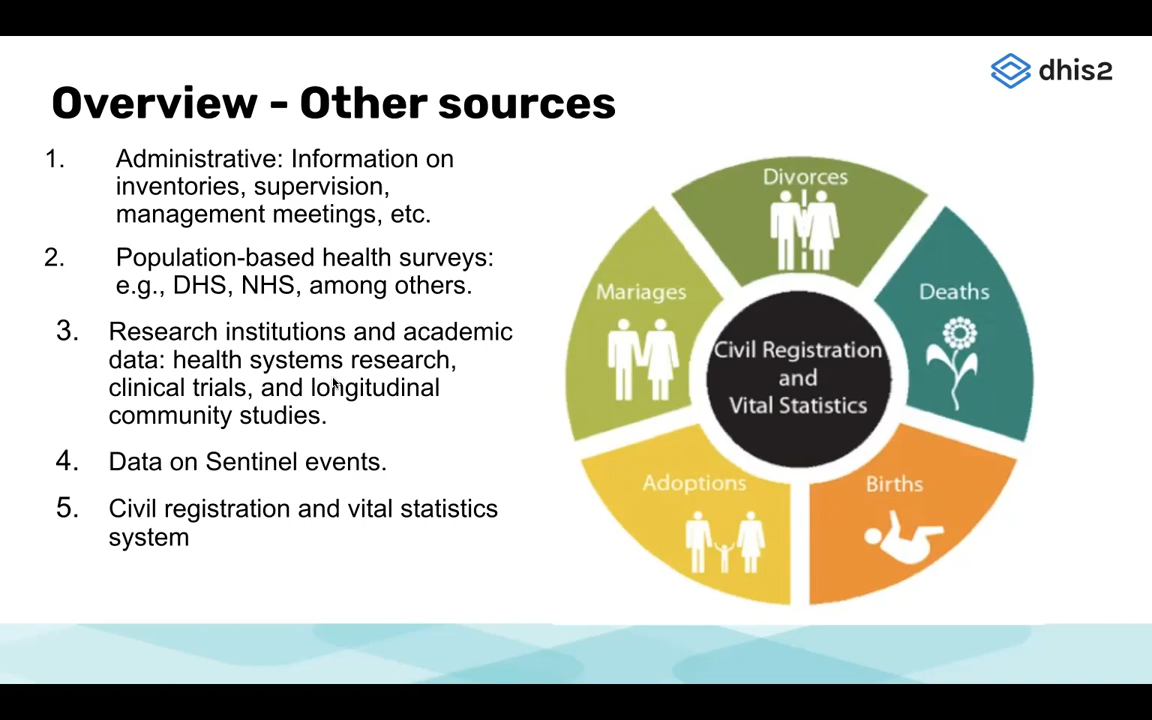 dhis2
Overview - Other sources
1. Administrative: Information on
inventories, supervision,
management meetings, etc.
2. Population-based health surveys:
e.g., DHS, NHS, among others.
3. Research institutions and academic
data: health systems research,
clinical trials, and longitudinal
community studies.
4. Data on Sentinel events.
5. Civil registration and vital statistics
system
Divorces
Mariages
Deaths
Civil Registration
and
Vital Statistics
Adoptions
Births